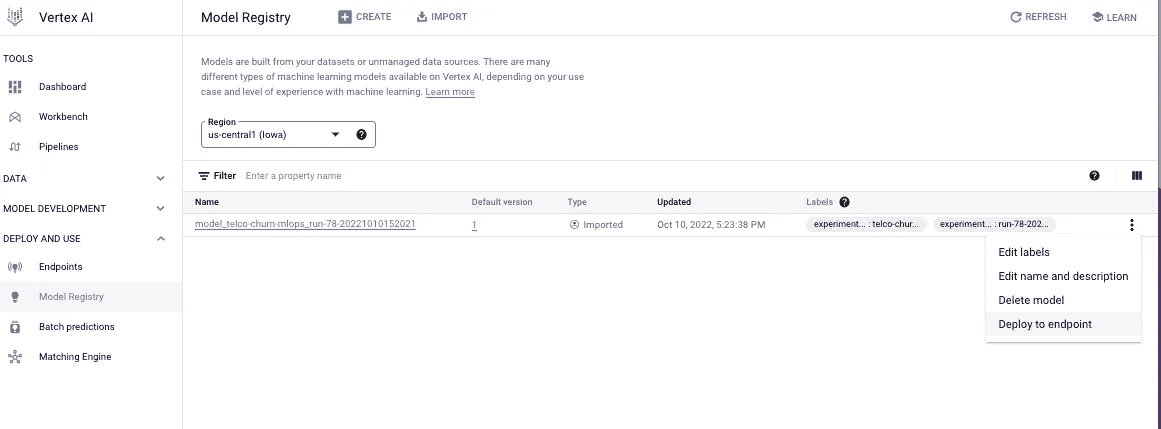 Vertex AI
Model Registry
CREATE
IMPORT
REFRESH
LEARN
TOOLS
Dashboard
Workbench
Pipelines
DATA
MODEL DEVELOPMENT
DEPLOY AND USE
Endpoints
Model Registry
Batch predictions
Matching Engine
Models are built from your datasets or unmanaged data sources. There are many
different types of machine learning models available on Vertex AI, depending on your use
case and level of experience with machine learning. Learn more
Region
us-central1 (Iowa)
Filter Enter a property name
Name Default version Type Updated Labels
model_telco-churn-mlops_run-78-20221010152021 1 Imported Oct 10, 2022, 5:23:38 PM experiment... : telco-chur... experiment... : run-78-202...
Edit labels
Edit name and description
Delete model
Deploy to endpoint